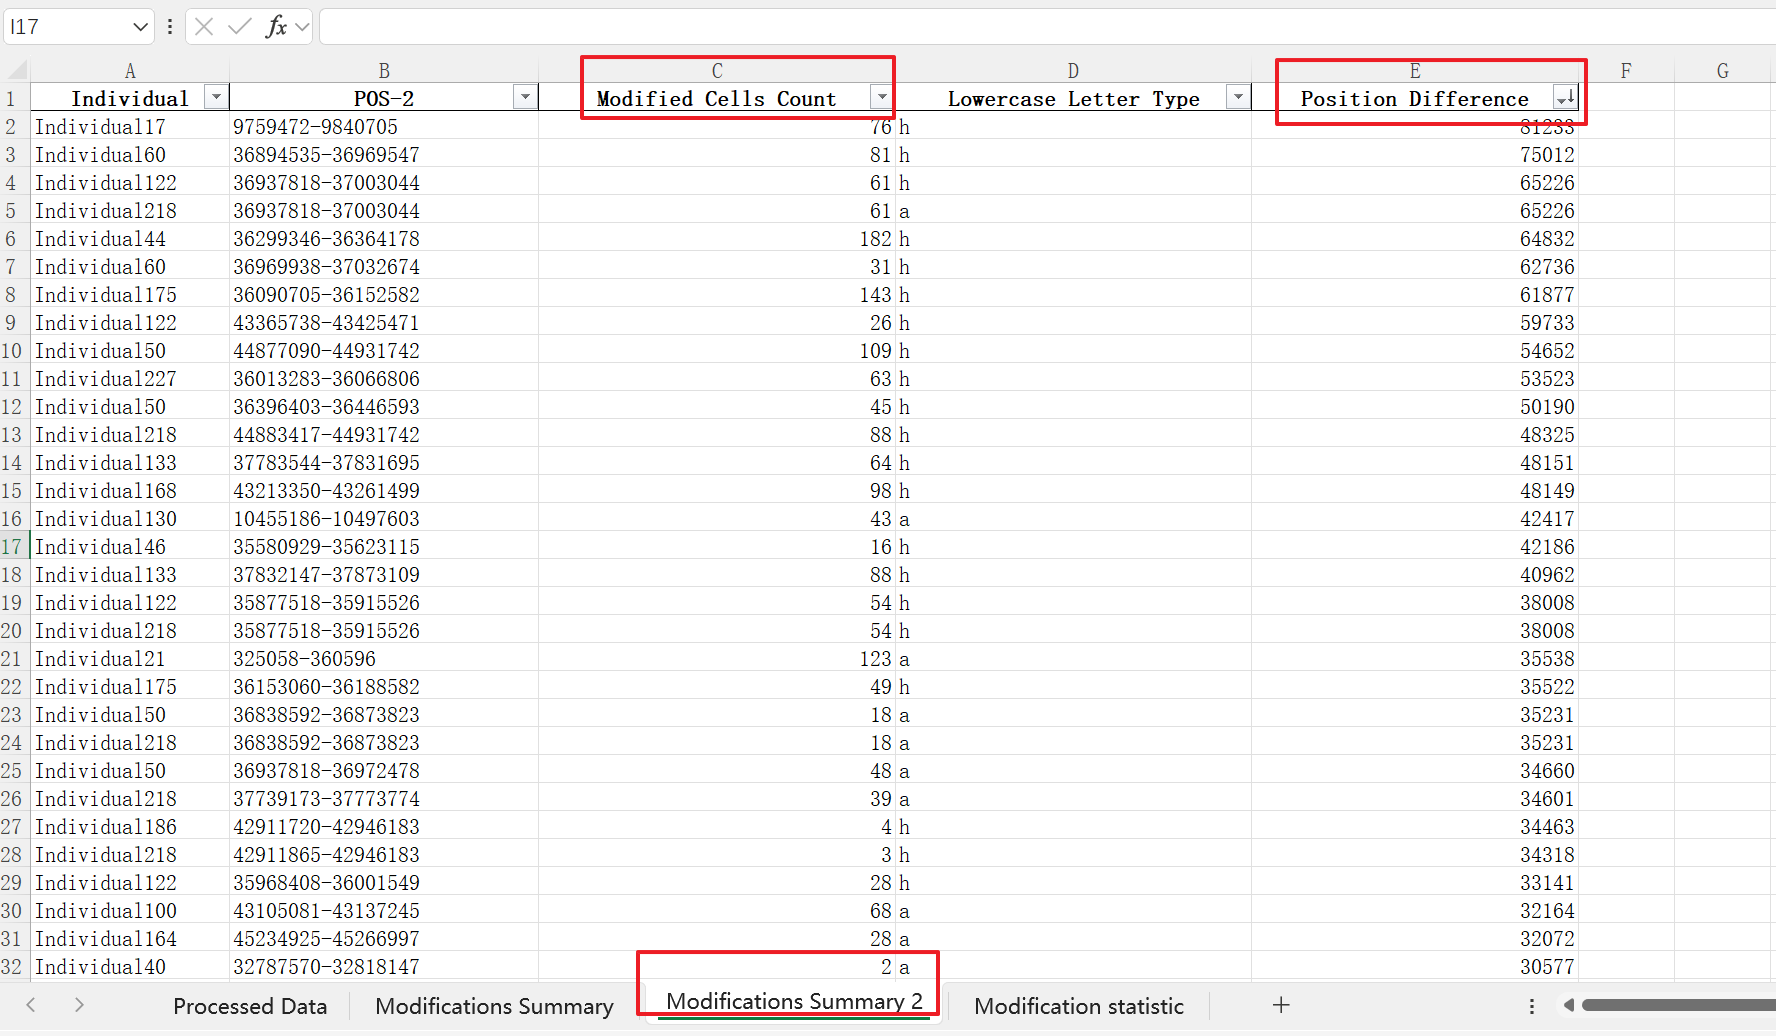 I17 fx
A B C D E F G
1 Individual POS-2 Modified Cells Count Lowercase Letter Type Position Difference
2 Individual17 9759472-9840705 76 h 81233
3 Individual60 36894535-36969547 81 h 75012
4 Individual122 36937818-37003044 61 h 65226
5 Individual218 36937818-37003044 61 a 65226
6 Individual44 36299346-36364178 182 h 64832
7 Individual60 36969938-37032674 31 h 62736
8 Individual175 36090705-36152582 143 h 61877
9 Individual122 43365738-43425471 26 h 59733
10 Individual50 44877090-44931742 109 h 54652
11 Individual227 36013283-36066806 63 h 53523
12 Individual50 36396403-36446593 45 h 50190
13 Individual218 44883417-44931742 88 h 48325
14 Individual133 37783544-37831695 64 h 48151
15 Individual168 43213350-43261499 98 h 48149
16 Individual130 10455186-10497603 43 a 42417
17 Individual46 35580929-35623115 16 h 42186
18 Individual133 37832147-37873109 88 h 40962
19 Individual122 35877518-35915526 54 h 38008
20 Individual218 35877518-35915526 54 h 38008
21 Individual21 325058-360596 123 a 35538
22 Individual175 36153060-36188582 49 h 35522
23 Individual50 36838592-36873823 18 a 35231
24 Individual218 36838592-36873823 18 a 35231
25 Individual50 36937818-36972478 48 a 34660
26 Individual218 37739173-37773774 39 a 34601
27 Individual186 42911720-42946183 4 h 34463
28 Individual218 42911865-42946183 3 h 34318
29 Individual122 35968408-36001549 28 h 33141
30 Individual100 43105081-43137245 68 a 32164
31 Individual164 45234925-45266997 28 a 32072
32 Individual40 32787570-32818147 2 a 30577
Processed Data Modifications Summary Modifications Summary 2 Modification statistic